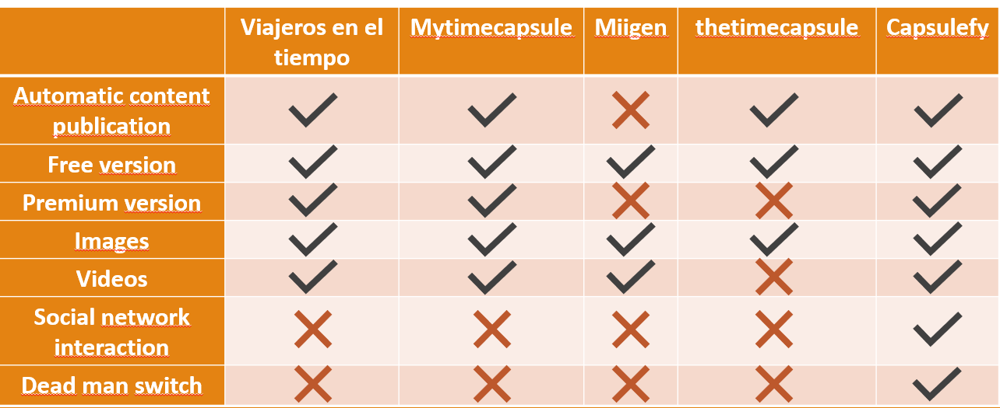 Viajeros en el tiempo Mytimecapsule Miigen thetimecapsule Capsulefy
Automatic content publication
Free version
Premium version
Images
Videos
Social network interaction
Dead man switch